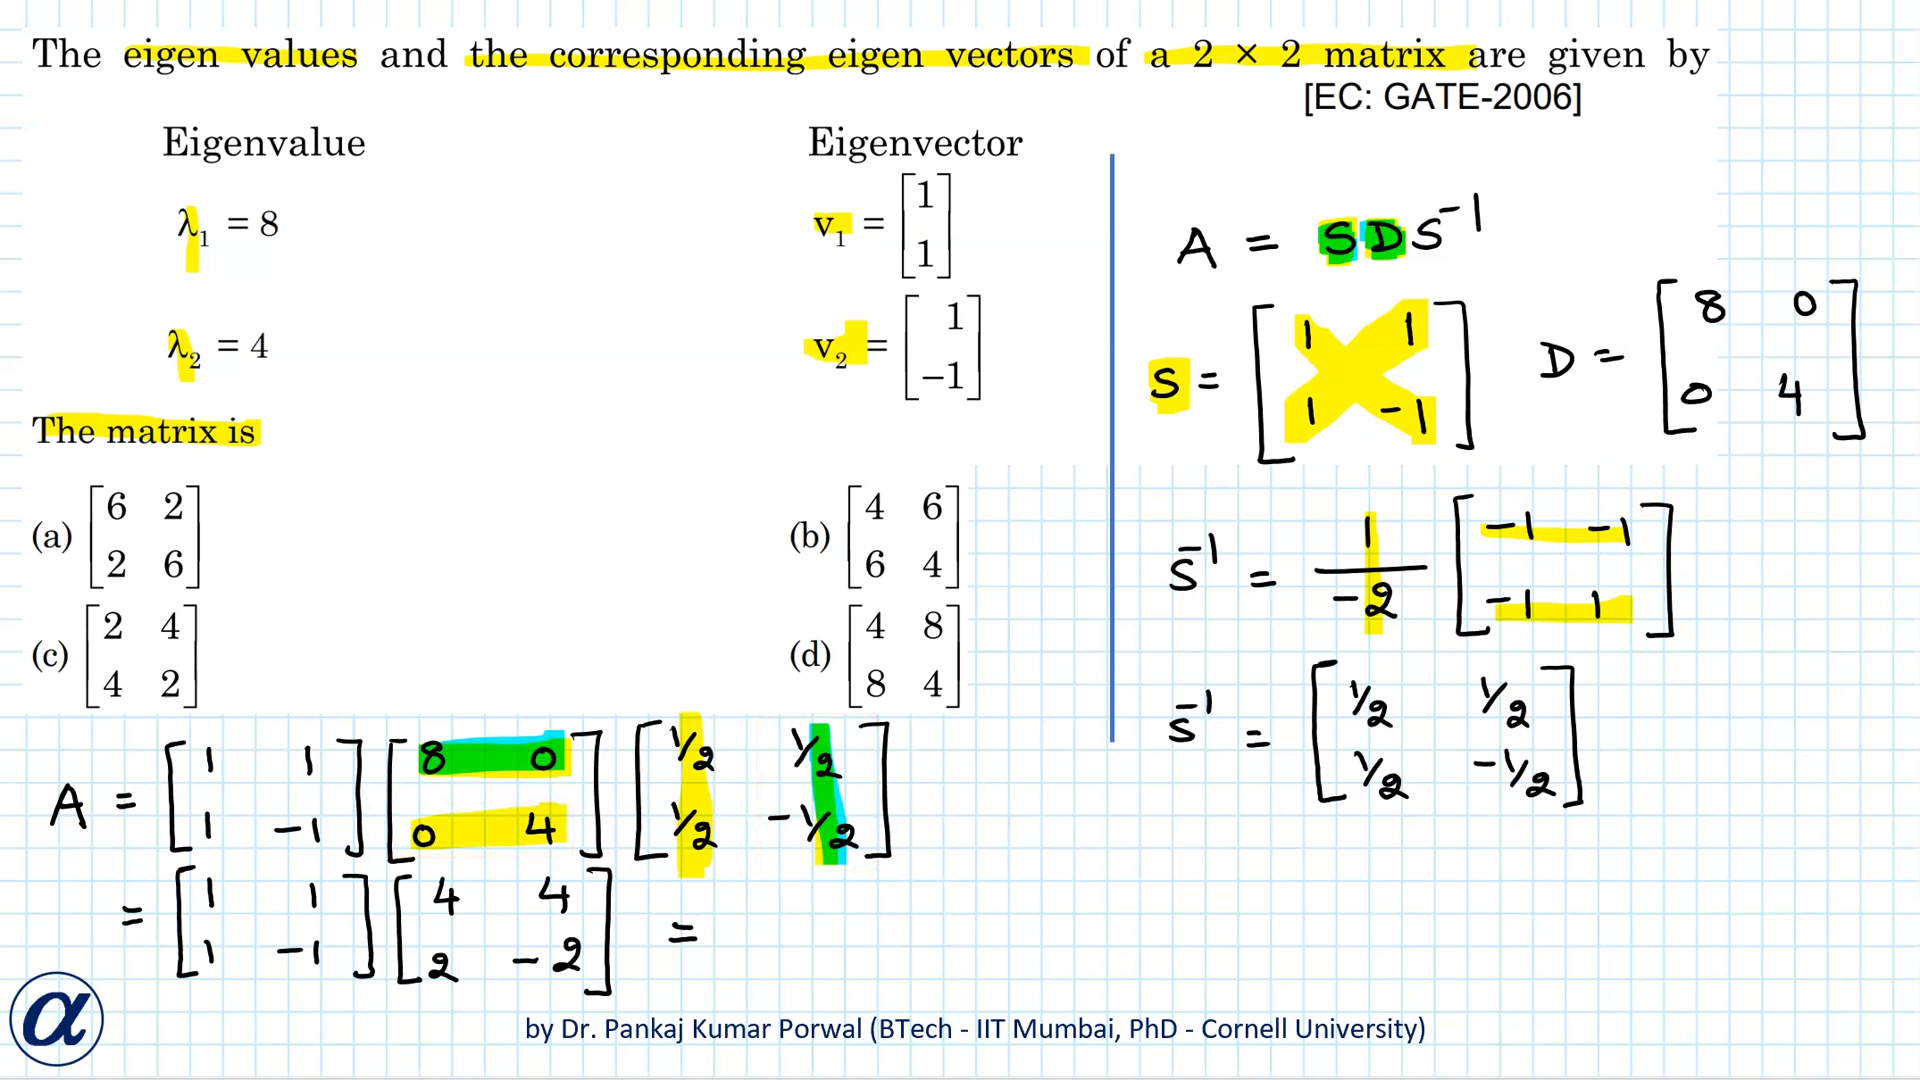 The eigen values and the corresponding eigen vectors of a 2 × 2 matrix are given by
[EC: GATE-2006]
Eigenvalue Eigenvector
λ₁ = 8 v₁ = [1 1]
λ₂ = 4 v₂ = [1 −1]
The matrix is
(a) [6 2
2 6]
(b) [4 6
6 4]
(c) [2 4
4 2]
(d) [4 8
8 4]
A = S D S⁻¹
S = [1 1
1 -1]
D = [8 0
0 4]
S⁻¹ = 1/-2 [-1 -1
-1 1]
S⁻¹ = [1/2 1/2
1/2 -1/2]
A = [1 1
1 -1] [8 0
0 4] [1/2 1/2
1/2 -1/2]
= [1 1
1 -1] [4 4
2 -2] =
α
by Dr. Pankaj Kumar Porwal (BTech - IIT Mumbai, PhD - Cornell University)